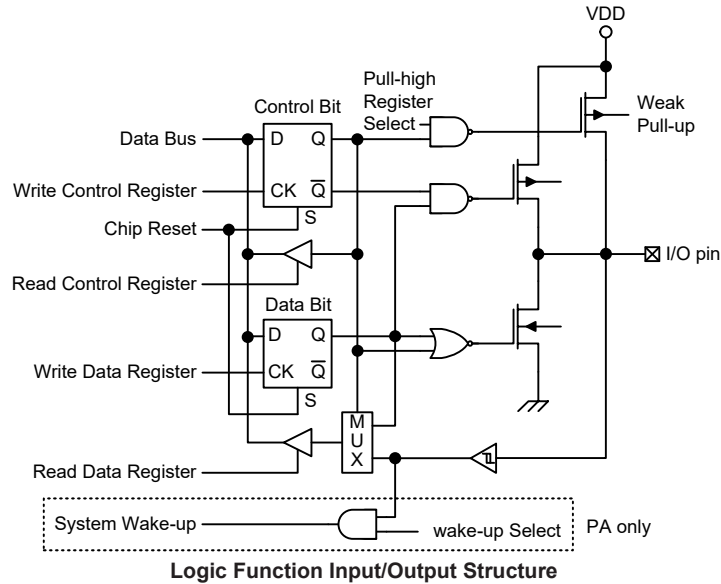 VDD
Pull-high
Register
Select
Weak
Pull-up
Control Bit
Data Bus
D
Q
Write Control Register
CK
Q̅
S
Chip Reset
I/O pin
Read Control Register
Data Bit
D
Q
Write Data Register
CK
Q̅
S
M
U
X
Read Data Register
System Wake-up
wake-up Select
PA only
Logic Function Input/Output Structure